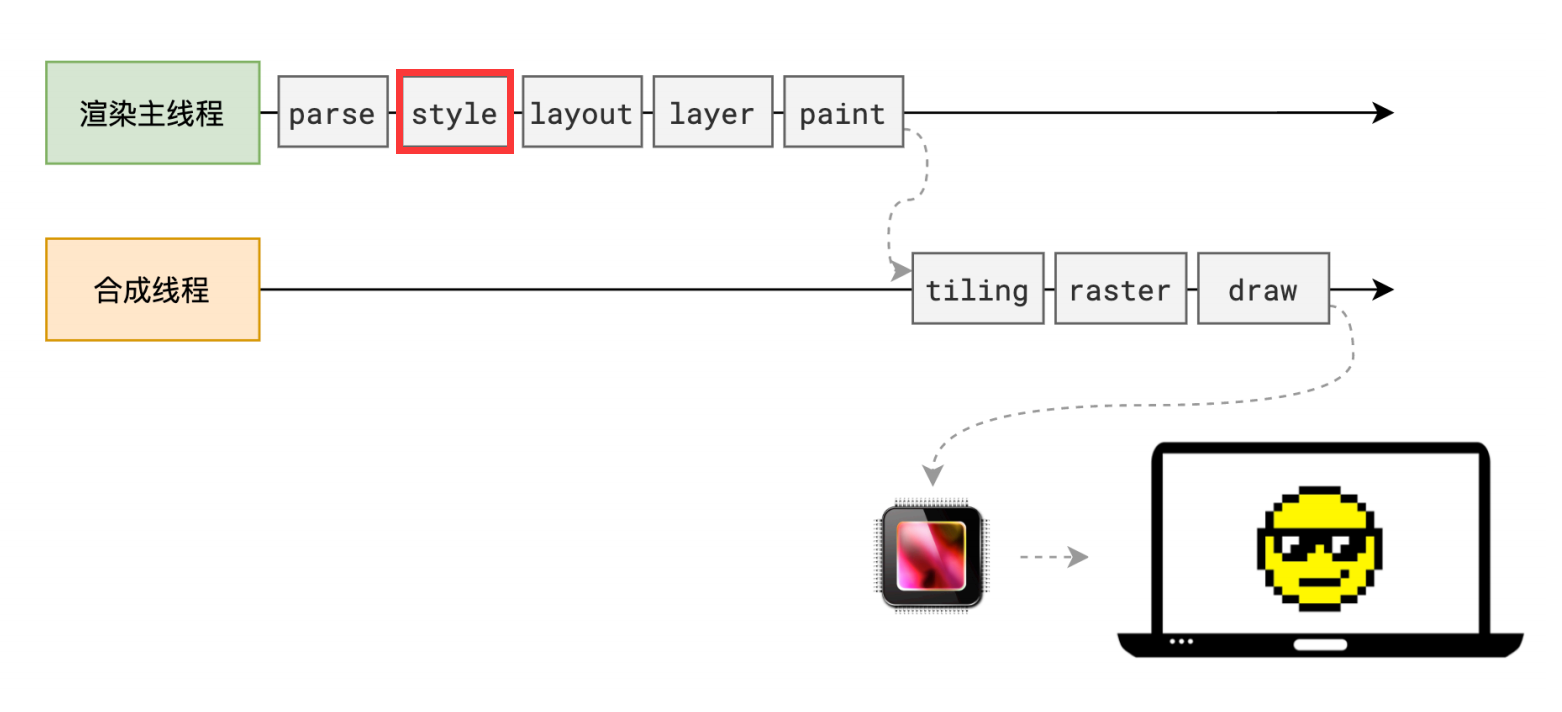 渲染主线程
parse
style
layout
layer
paint
合成线程
tiling
raster
draw